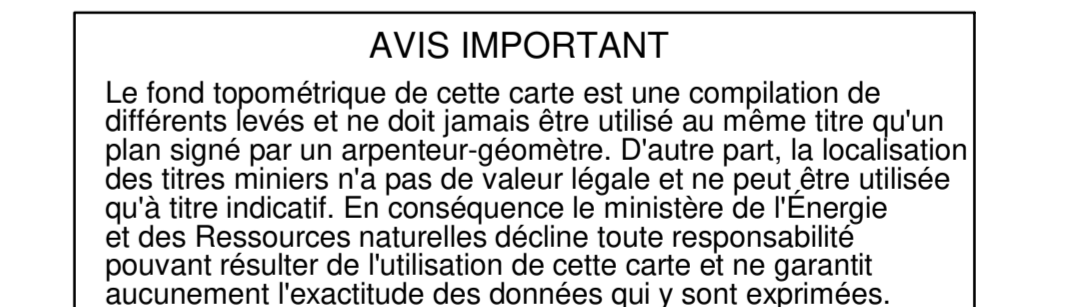 AVIS IMPORTANT
Le fond topométrique de cette carte est une compilation de
différents levés et ne doit jamais être utilisé au même titre qu'un
plan signé par un arpenteur-géomètre. D'autre part, la localisation
des titres miniers n'a pas de valeur légale et ne peut être utilisée
qu'à titre indicatif. En conséquence le ministère de l'Énergie
et des Ressources naturelles décline toute responsabilité
pouvant résulter de l'utilisation de cette carte et ne garantit
aucunement l'exactitude des données qui y sont exprimées.